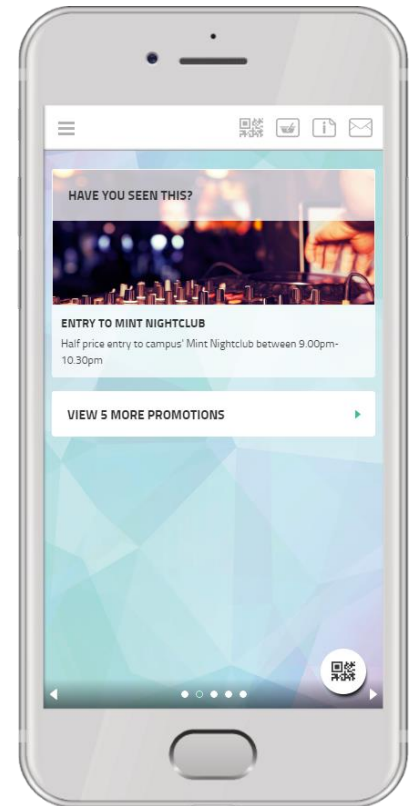 HAVE YOU SEEN THIS?
ENTRY TO MINT NIGHTCLUB
Half price entry to campus' Mint Nightclub between 9.00pm-
10.30pm
VIEW 5 MORE PROMOTIONS